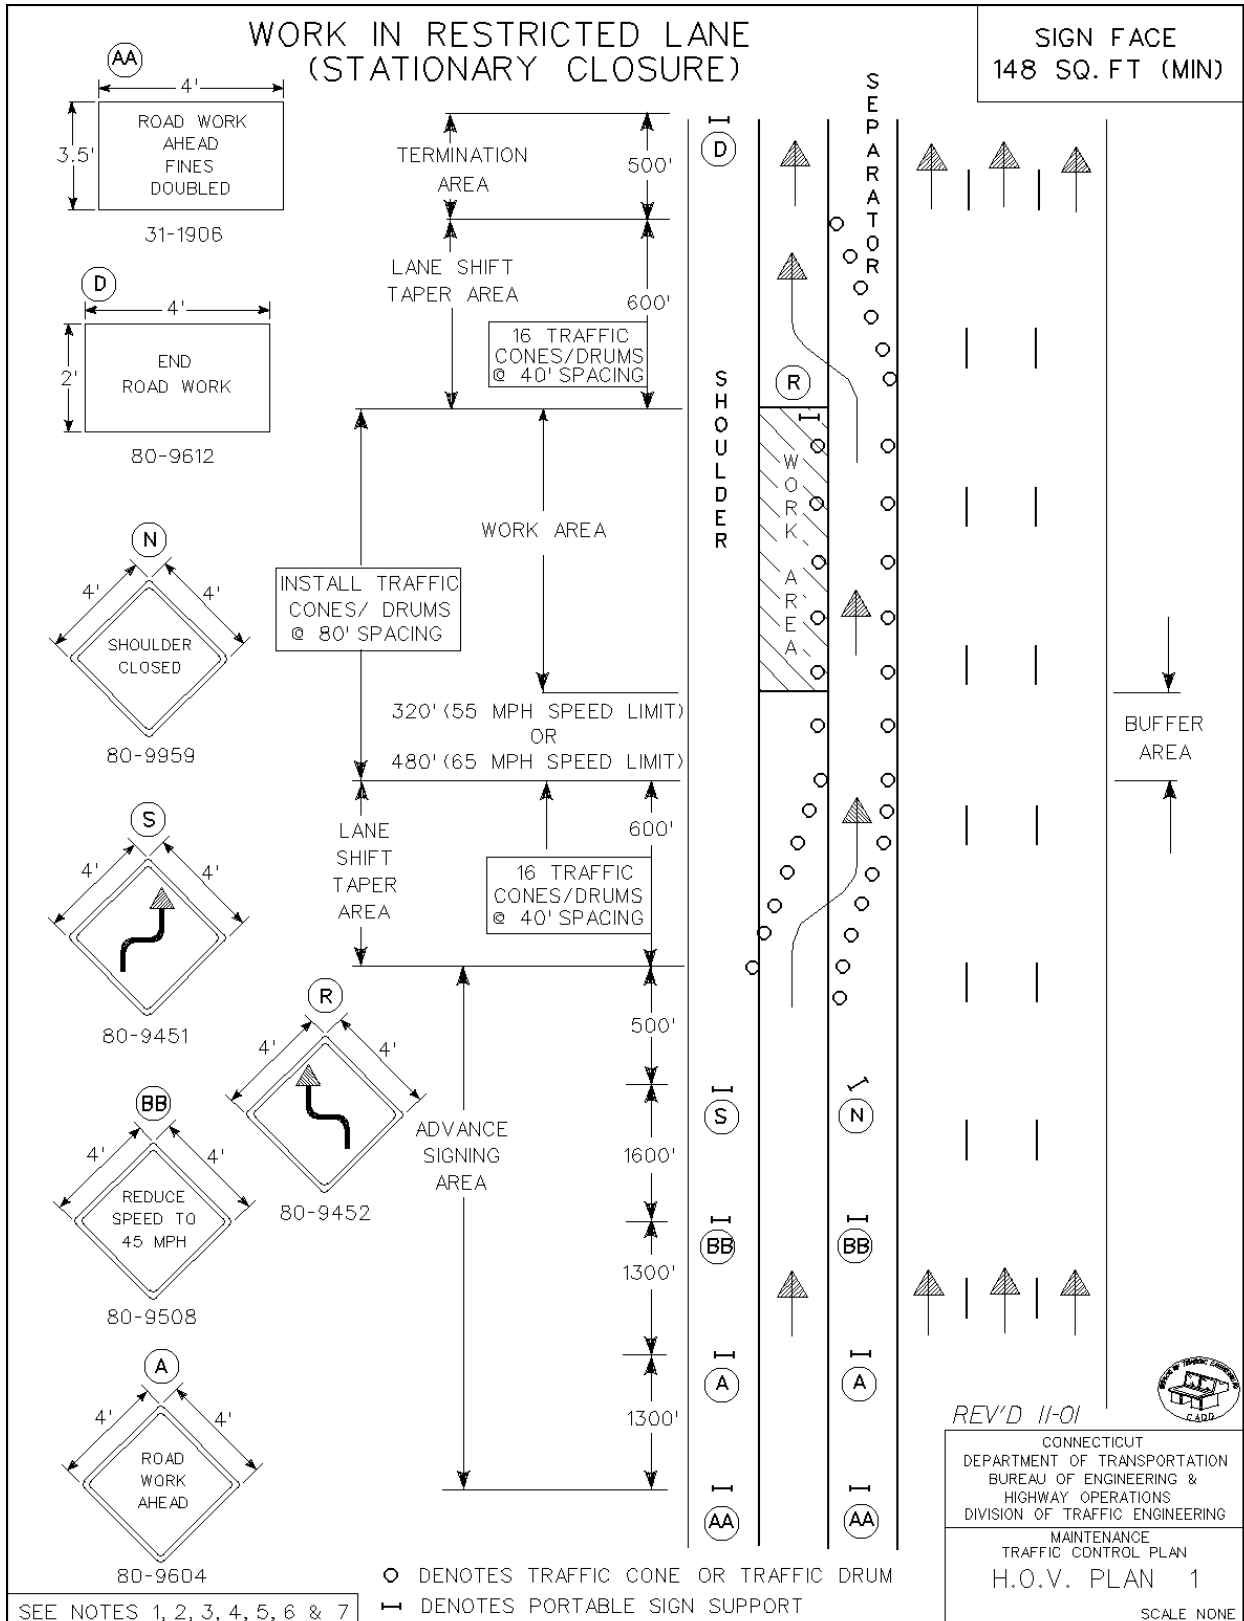 WORK IN RESTRICTED LANE
(STATIONARY CLOSURE)
SIGN FACE
148 SQ. FT (MIN)
AA
4'
3.5'
ROAD WORK
AHEAD
FINES
DOUBLED
31-1906
D
4'
2'
END
ROAD WORK
80-9612
N
4'
4'
SHOULDER
CLOSED
80-9959
S
4'
4'
80-9451
R
4'
4'
80-9452
BB
4'
4'
REDUCE
SPEED TO
45 MPH
80-9508
A
4'
4'
ROAD
WORK
AHEAD
80-9604
SEE NOTES 1, 2, 3, 4, 5, 6 & 7
TERMINATION
AREA
500'
LANE SHIFT
TAPER AREA
600'
16 TRAFFIC
CONES/DRUMS
@ 40' SPACING
WORK AREA
INSTALL TRAFFIC
CONES/ DRUMS
@ 80' SPACING
320' (55 MPH SPEED LIMIT)
OR
480' (65 MPH SPEED LIMIT)
LANE
SHIFT
TAPER
AREA
600'
16 TRAFFIC
CONES/DRUMS
@ 40' SPACING
ADVANCE
SIGNING
AREA
500'
1600'
1300'
1300'
D
SEPARATOR
SHOULDER
R
WORK AREA
BUFFER
AREA
S
N
BB
BB
A
A
AA
AA
O DENOTES TRAFFIC CONE OR TRAFFIC DRUM
DENOTES PORTABLE SIGN SUPPORT
REV'D 11-01
CADD
CONNECTICUT
DEPARTMENT OF TRANSPORTATION
BUREAU OF ENGINEERING &
HIGHWAY OPERATIONS
DIVISION OF TRAFFIC ENGINEERING
MAINTENANCE
TRAFFIC CONTROL PLAN
H.O.V. PLAN 1
SCALE NONE